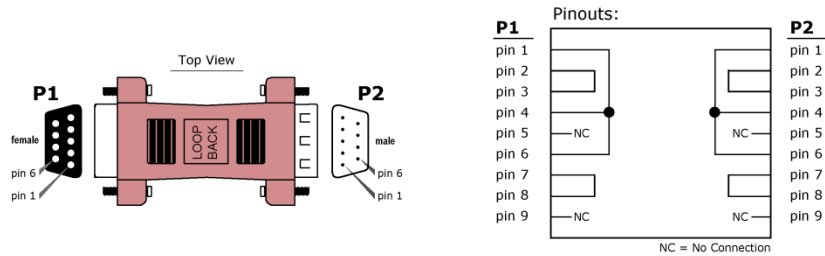 Top View
P1
P2
female
male
LOOP
BACK
pin 6
pin 1
pin 6
pin 1
Pinouts:
P1
P2
pin 1
pin 1
pin 2
pin 2
pin 3
pin 3
pin 4
pin 4
pin 5
NC
NC
pin 5
pin 6
pin 6
pin 7
pin 7
pin 8
pin 8
pin 9
NC
NC
pin 9
NC = No Connection